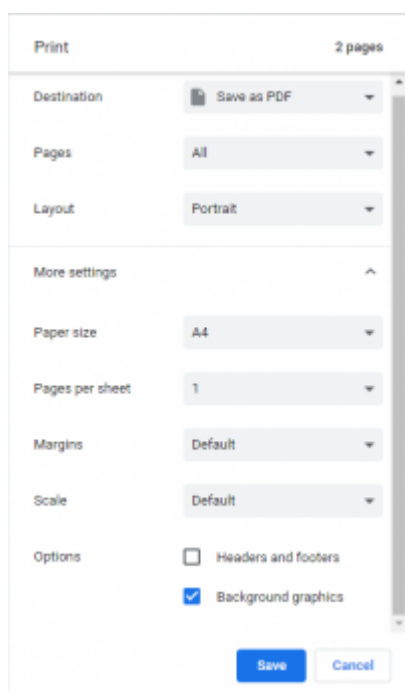 Print 2 pages
Destination Save as PDF
Pages All
Layout Portrait
More settings
Paper size A4
Pages per sheet 1
Margins Default
Scale Default
Options Headers and footers
Background graphics
Save Cancel